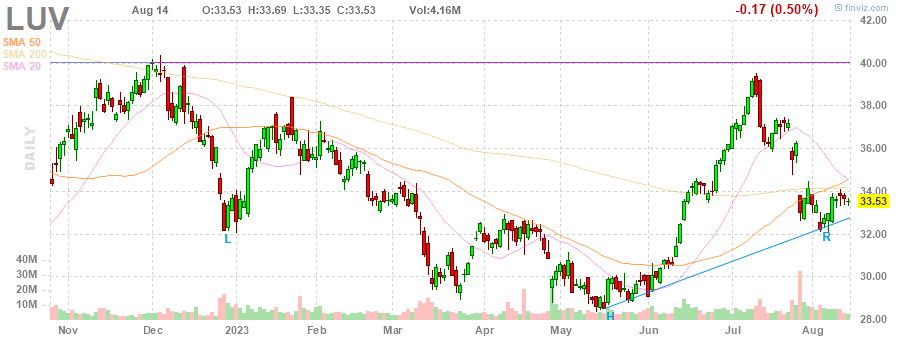 LUV Aug 14 O:33.53 H:33.69 L:33.35 C:33.53 Vol:4.16M -0.17 (0.50%) © finviz.com
SMA 50
SMA 200
SMA 20
DAILY
42.00
40.00
38.00
36.00
34.00
33.53
32.00
30.00
28.00
40M
30M
20M
10M
L
H
R
Nov Dec 2023 Feb Mar Apr May Jun Jul Aug